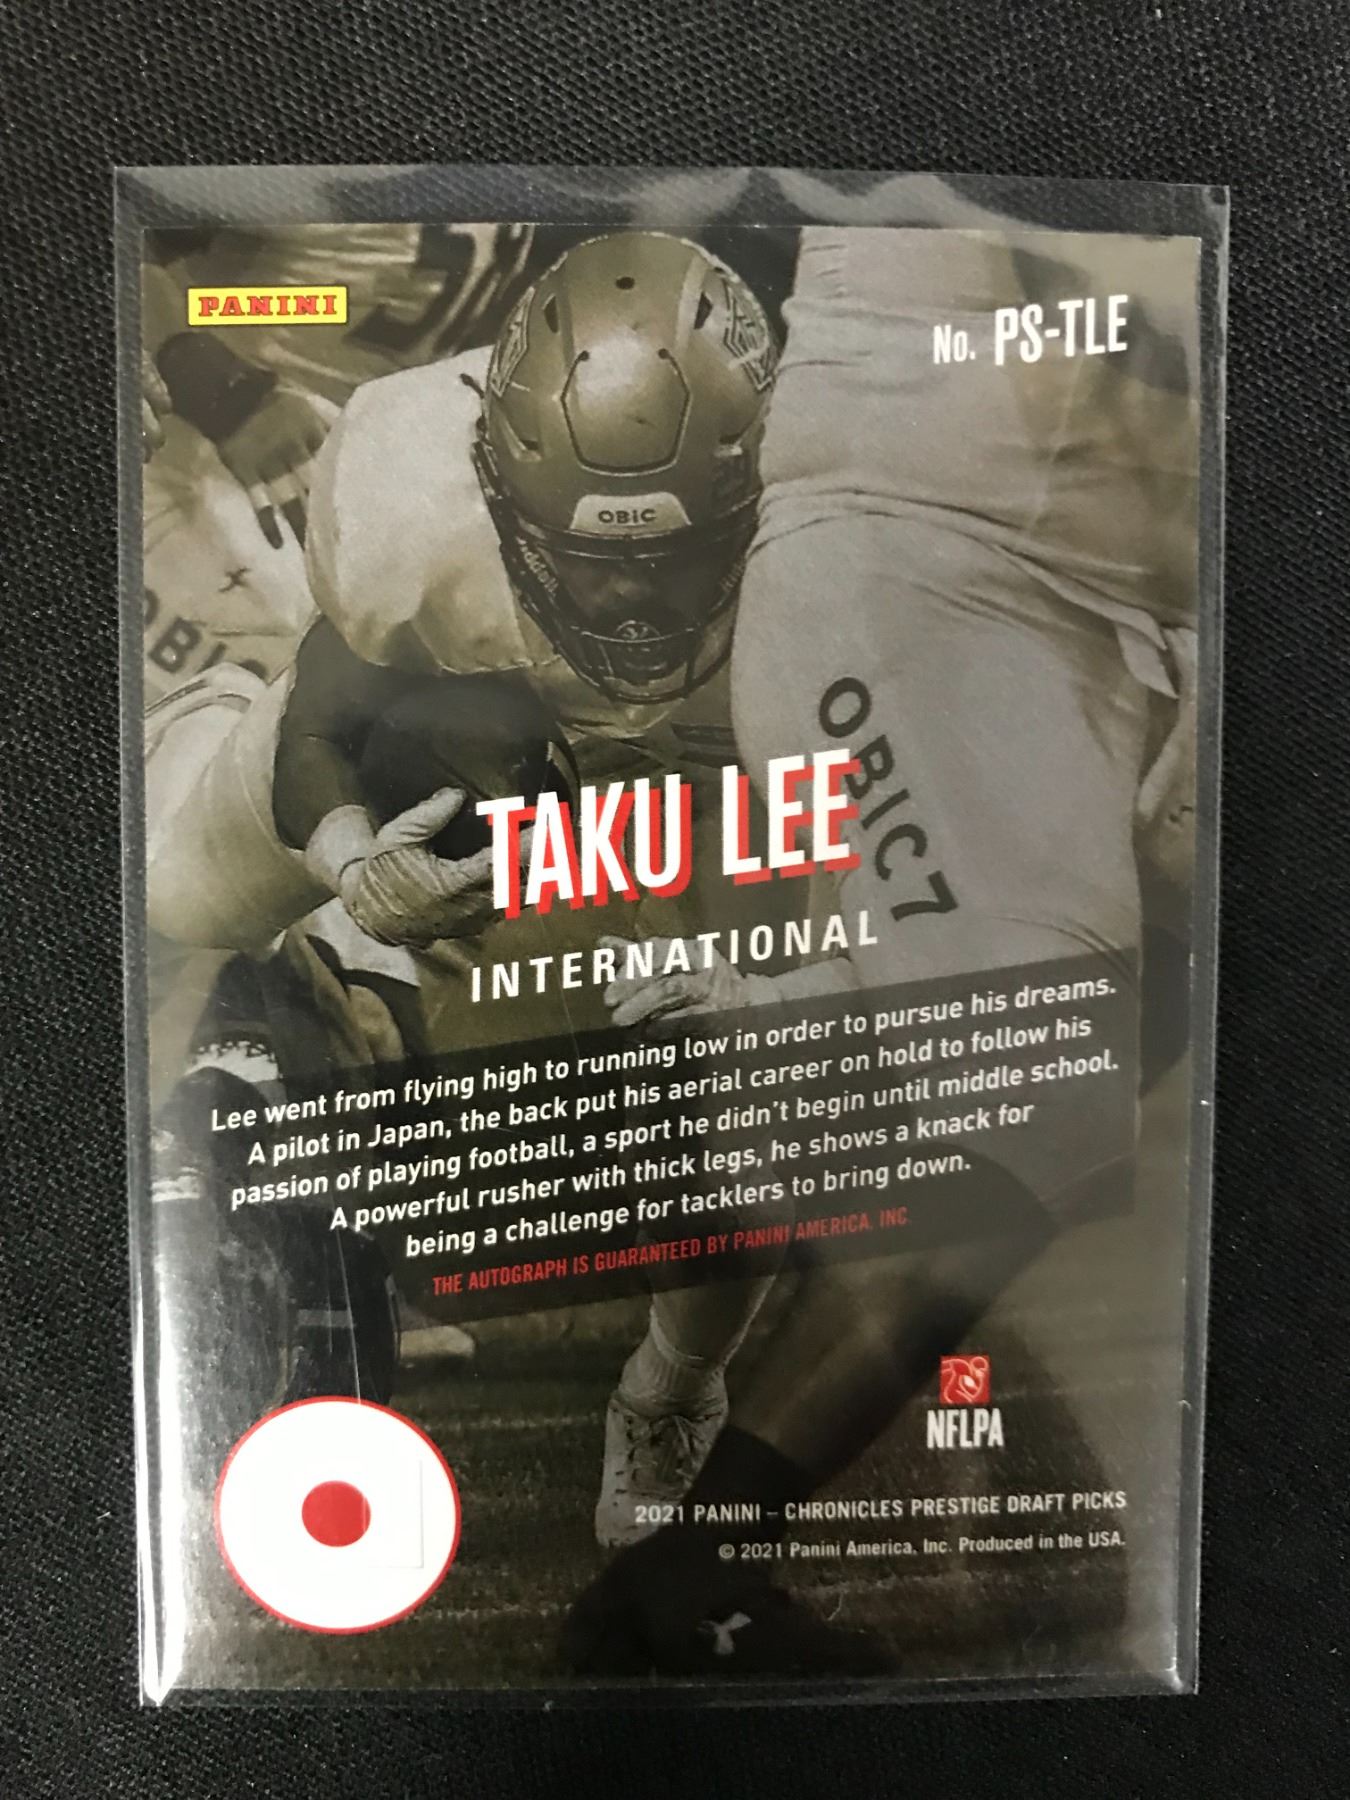 PANINI
No. PS-TLE
OBIC
Riddell
OBIC
OBIC7
TAKU LEE
INTERNATIONAL
Lee went from flying high to running low in order to pursue his dreams.
A pilot in Japan, the back put his aerial career on hold to follow his
passion of playing football, a sport he didn't begin until middle school.
A powerful rusher with thick legs, he shows a knack for
being a challenge for tacklers to bring down.
THE AUTOGRAPH IS GUARANTEED BY PANINI AMERICA, INC.
NFLPA
2021 PANINI – CHRONICLES PRESTIGE DRAFT PICKS
© 2021 Panini America, Inc. Produced in the USA.